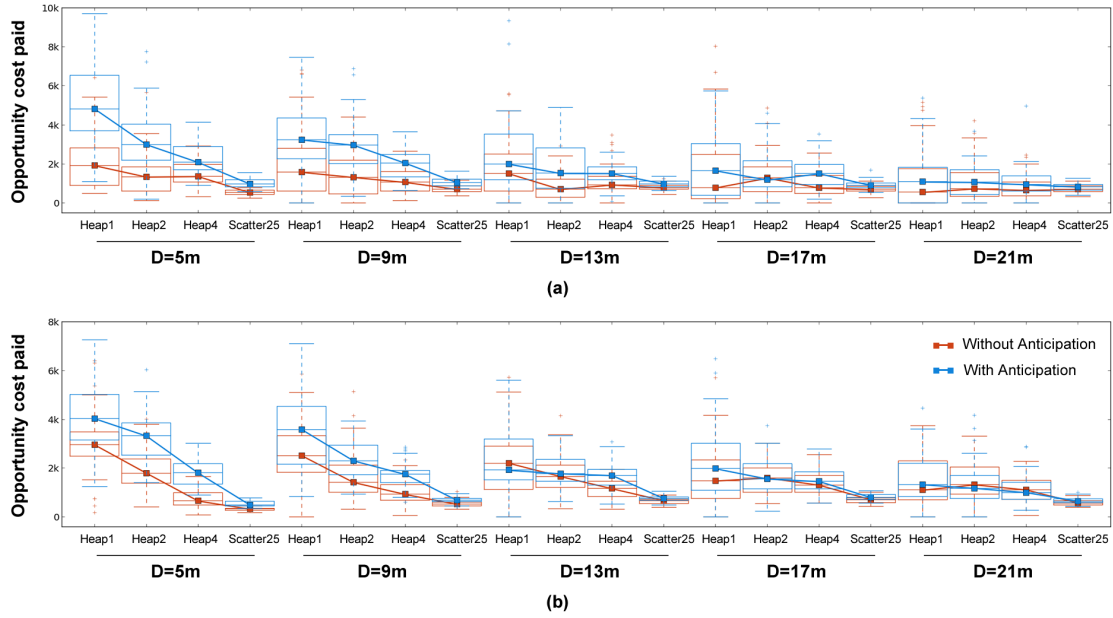 Opportunity cost paid
10k
8k
6k
4k
2k
0
Heap1 Heap2 Heap4 Scatter25 Heap1 Heap2 Heap4 Scatter25 Heap1 Heap2 Heap4 Scatter25 Heap1 Heap2 Heap4 Scatter25 Heap1 Heap2 Heap4 Scatter25
D=5m D=9m D=13m D=17m D=21m
(a)
Opportunity cost paid
8k
6k
4k
2k
0
Without Anticipation
With Anticipation
Heap1 Heap2 Heap4 Scatter25 Heap1 Heap2 Heap4 Scatter25 Heap1 Heap2 Heap4 Scatter25 Heap1 Heap2 Heap4 Scatter25 Heap1 Heap2 Heap4 Scatter25
D=5m D=9m D=13m D=17m D=21m
(b)